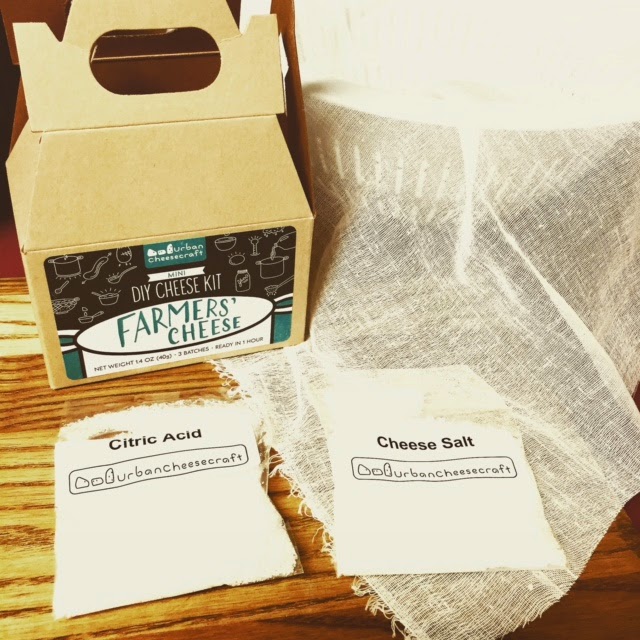 urban
cheesecraft
MINI
DIY CHEESE KIT
FARMERS'
CHEESE
NET WEIGHT 1.4 OZ (40g) • 3 BATCHES • READY IN 1 HOUR
Citric Acid
urbancheesecraft
Cheese Salt
urbancheesecraft